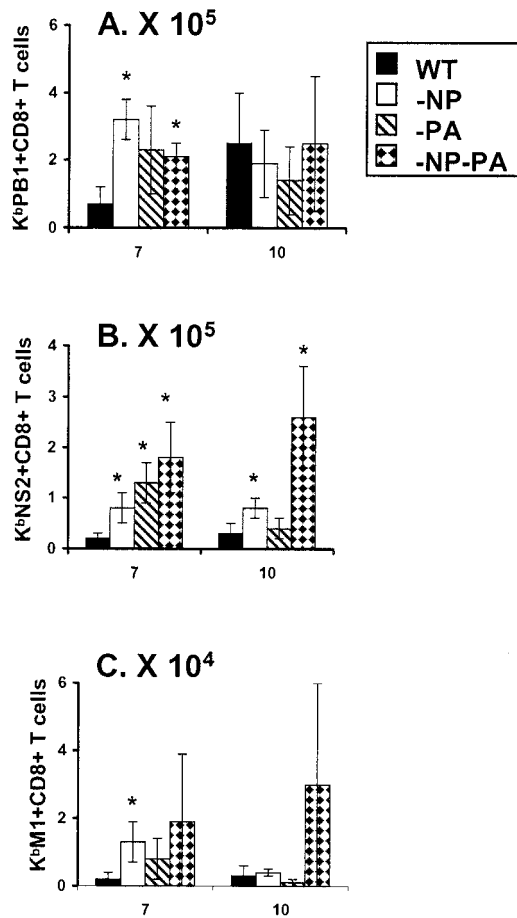 A. X 10⁵
6
4
2
0
KᵇPB1+CD8+ T cells
7
10
WT
-NP
-PA
-NP-PA
*
*
B. X 10⁵
4
3
2
1
0
KᵇNS2+CD8+ T cells
7
10
*
*
*
*
*
C. X 10⁴
6
4
2
0
KᵇM1+CD8+ T cells
7
10
*